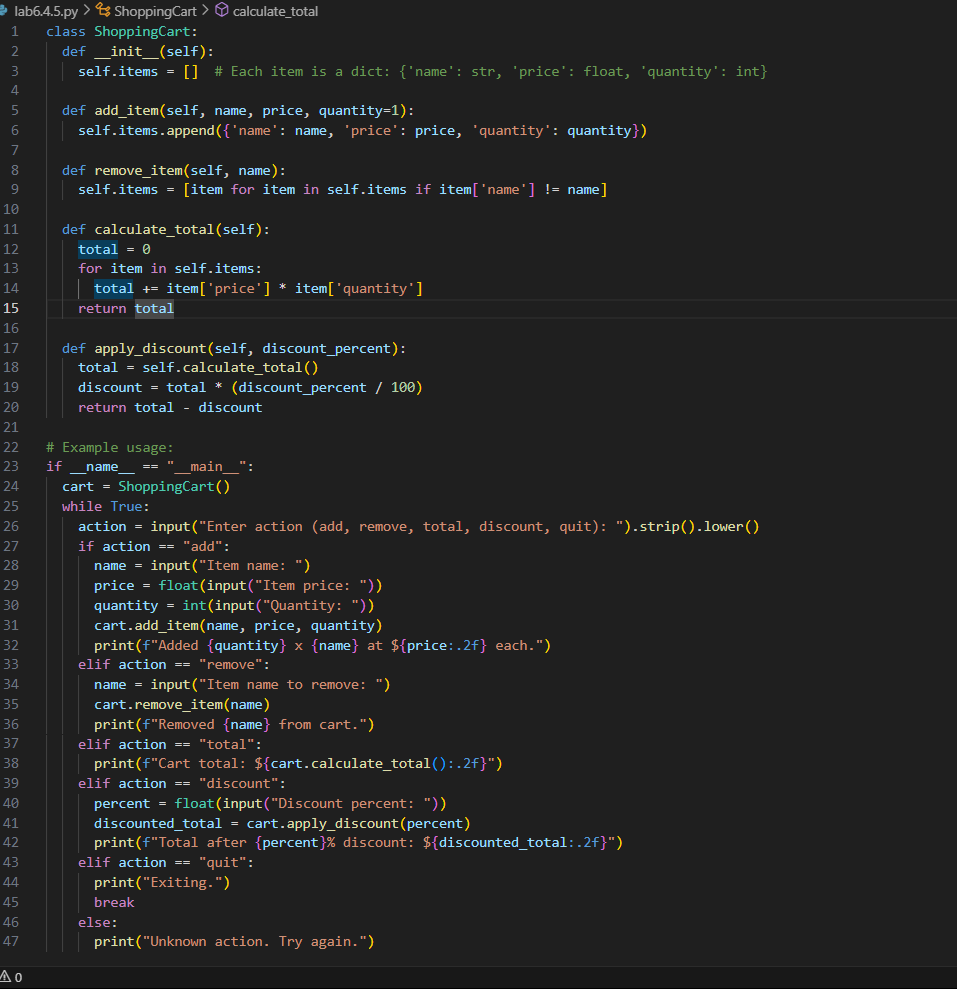 lab6.4.5.py > ShoppingCart > calculate_total
1 class ShoppingCart:
2   def __init__(self):
3     self.items = []  # Each item is a dict: {'name': str, 'price': float, 'quantity': int}
4
5   def add_item(self, name, price, quantity=1):
6     self.items.append({'name': name, 'price': price, 'quantity': quantity})
7
8   def remove_item(self, name):
9     self.items = [item for item in self.items if item['name'] != name]
10
11   def calculate_total(self):
12     total = 0
13     for item in self.items:
14       total += item['price'] * item['quantity']
15     return total
16
17   def apply_discount(self, discount_percent):
18     total = self.calculate_total()
19     discount = total * (discount_percent / 100)
20     return total - discount
21
22 # Example usage:
23 if __name__ == "__main__":
24   cart = ShoppingCart()
25   while True:
26     action = input("Enter action (add, remove, total, discount, quit): ").strip().lower()
27     if action == "add":
28       name = input("Item name: ")
29       price = float(input("Item price: "))
30       quantity = int(input("Quantity: "))
31       cart.add_item(name, price, quantity)
32       print(f"Added {quantity} x {name} at ${price:.2f} each.")
33     elif action == "remove":
34       name = input("Item name to remove: ")
35       cart.remove_item(name)
36       print(f"Removed {name} from cart.")
37     elif action == "total":
38       print(f"Cart total: ${cart.calculate_total():.2f}")
39     elif action == "discount":
40       percent = float(input("Discount percent: "))
41       discounted_total = cart.apply_discount(percent)
42       print(f"Total after {percent}% discount: ${discounted_total:.2f}")
43     elif action == "quit":
44       print("Exiting.")
45       break
46     else:
47       print("Unknown action. Try again.")
0